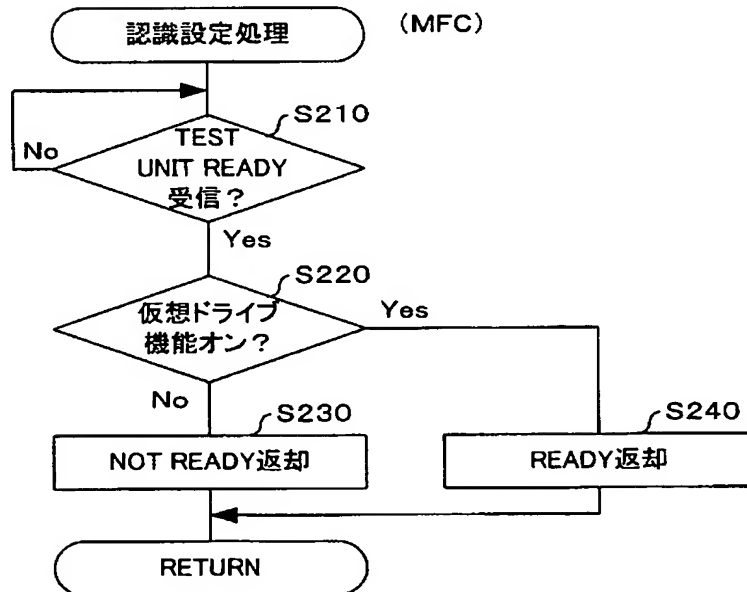 認識設定処理
(MFC)
S210
TEST
UNIT READY
受信?
No
Yes
S220
仮想ドライブ
機能オン?
Yes
No
S230
NOT READY返却
S240
READY返却
RETURN